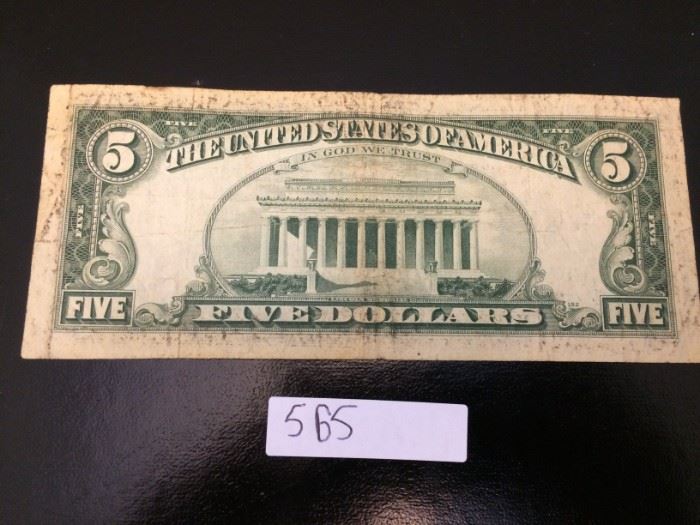 FIVE FIVE
5 THE UNITED STATES OF AMERICA 5
IN GOD WE TRUST
FIVE FIVE
FIVE FIVE DOLLARS FIVE
565